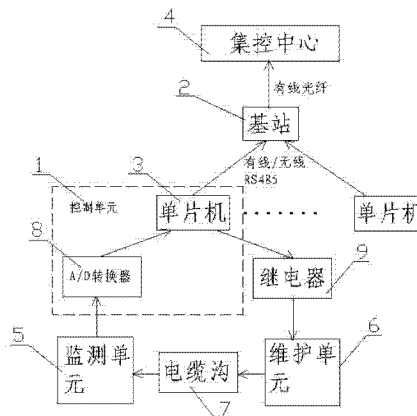 4
集控中心
有线光纤
2
基站
1
3
有线/无线
RS485
控制单元
单片机
单片机
8
9
A/D转换器
继电器
5
6
监测单
元
电缆沟
维护单
元
7